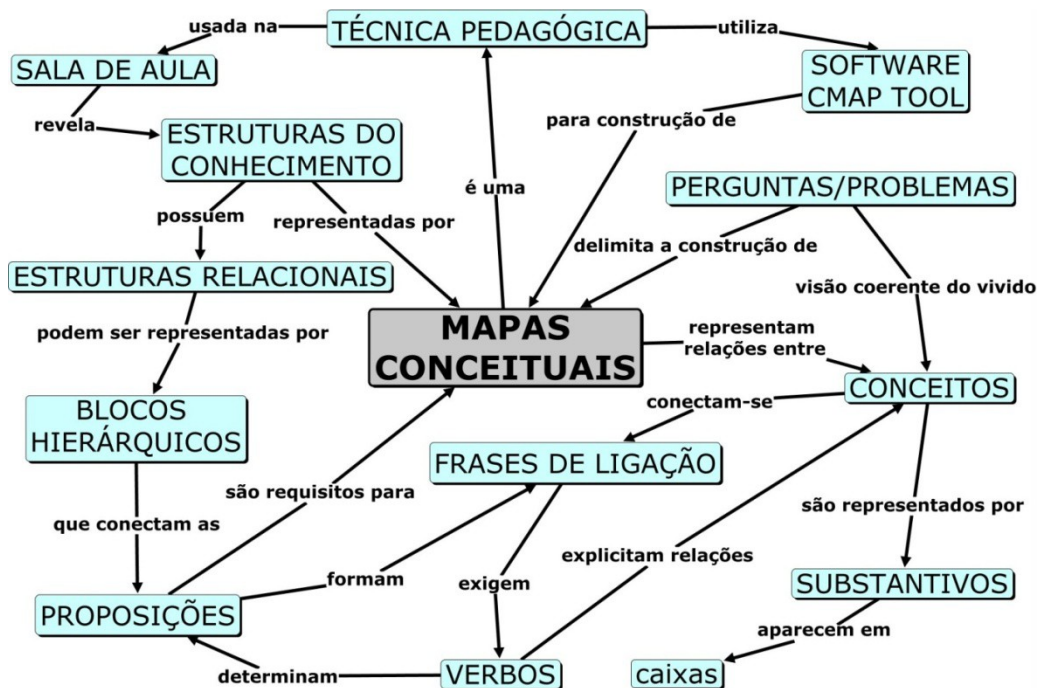 usada na
TÉCNICA PEDAGÓGICA
utiliza
SALA DE AULA
SOFTWARE
CMAP TOOL
revela
ESTRUTURAS DO
CONHECIMENTO
para construção de
é uma
PERGUNTAS/PROBLEMAS
possuem
representadas por
delimita a construção de
ESTRUTURAS RELACIONAIS
visão coerente do vivido
podem ser representadas por
MAPAS
CONCEITUAIS
representam
relações entre
CONCEITOS
BLOCOS
HIERÁRQUICOS
conectam-se
FRASES DE LIGAÇÃO
são requisitos para
são representados por
que conectam as
explicitam relações
formam
exigem
SUBSTANTIVOS
PROPOSIÇÕES
aparecem em
determinam
VERBOS
caixas